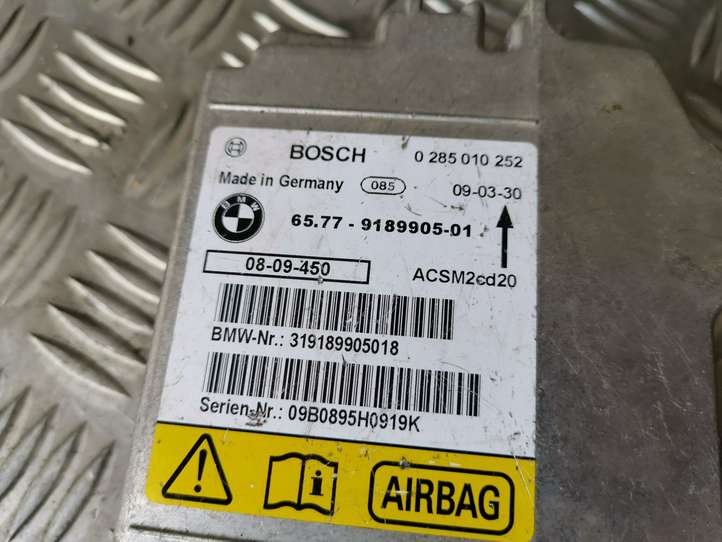 BOSCH 0 285 010 252
Made in Germany 085 09-03-30
BMW 65.77 - 9189905-01
08-09-450 ACSM2cd20
BMW-Nr.: 319189905018
Serien-Nr.: 09B0895H0919K
i AIRBAG